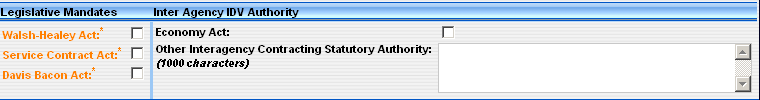 Legislative Mandates Inter Agency IDV Authority
Walsh-Healey Act:* Economy Act:
Service Contract Act:* Other Interagency Contracting Statutory Authority:
(1000 characters)
Davis Bacon Act:*